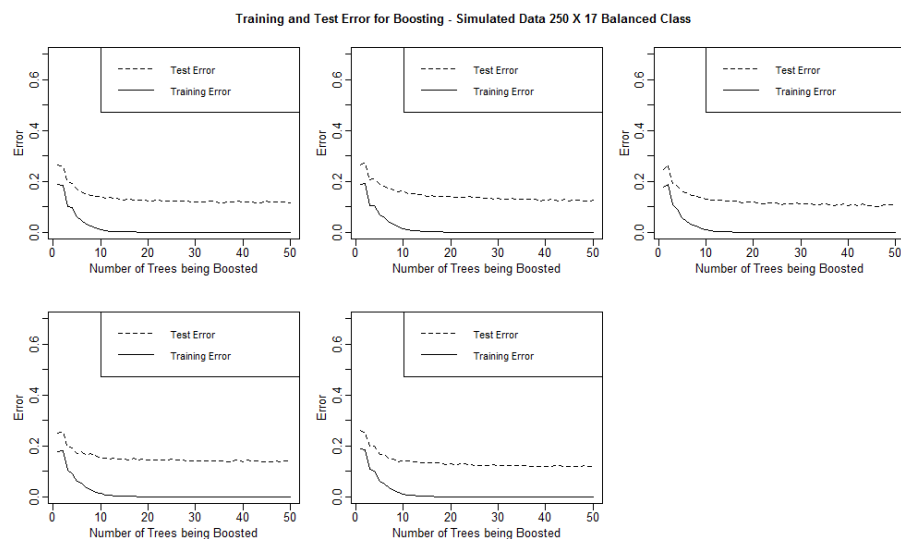 Training and Test Error for Boosting - Simulated Data 250 X 17 Balanced Class
Test Error
Training Error
Error
0.0 0.2 0.4 0.6
0 10 20 30 40 50
Number of Trees being Boosted
Test Error
Training Error
Error
0.0 0.2 0.4 0.6
0 10 20 30 40 50
Number of Trees being Boosted
Test Error
Training Error
Error
0.0 0.2 0.4 0.6
0 10 20 30 40 50
Number of Trees being Boosted
Test Error
Training Error
Error
0.0 0.2 0.4 0.6
0 10 20 30 40 50
Number of Trees being Boosted
Test Error
Training Error
Error
0.0 0.2 0.4 0.6
0 10 20 30 40 50
Number of Trees being Boosted